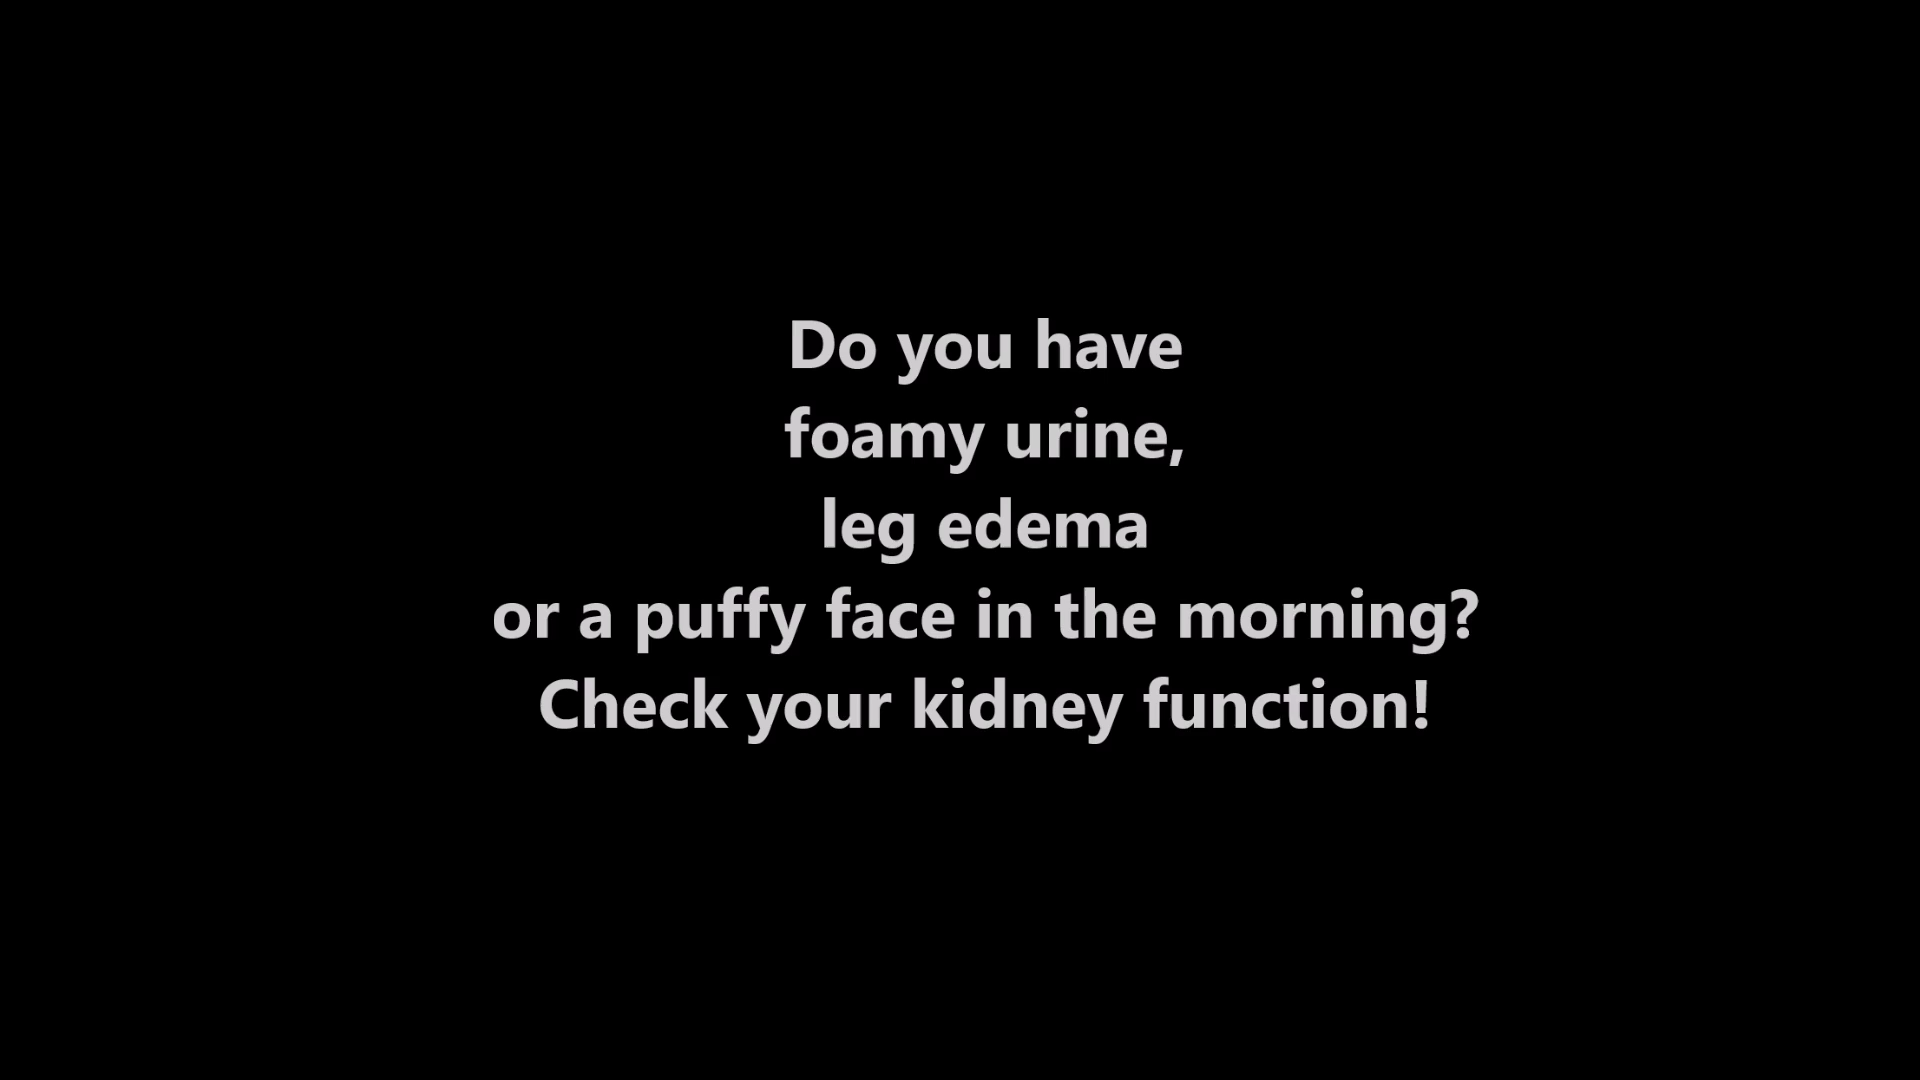 Do you have
foamy urine,
leg edema
or a puffy face in the morning?
Check your kidney function!